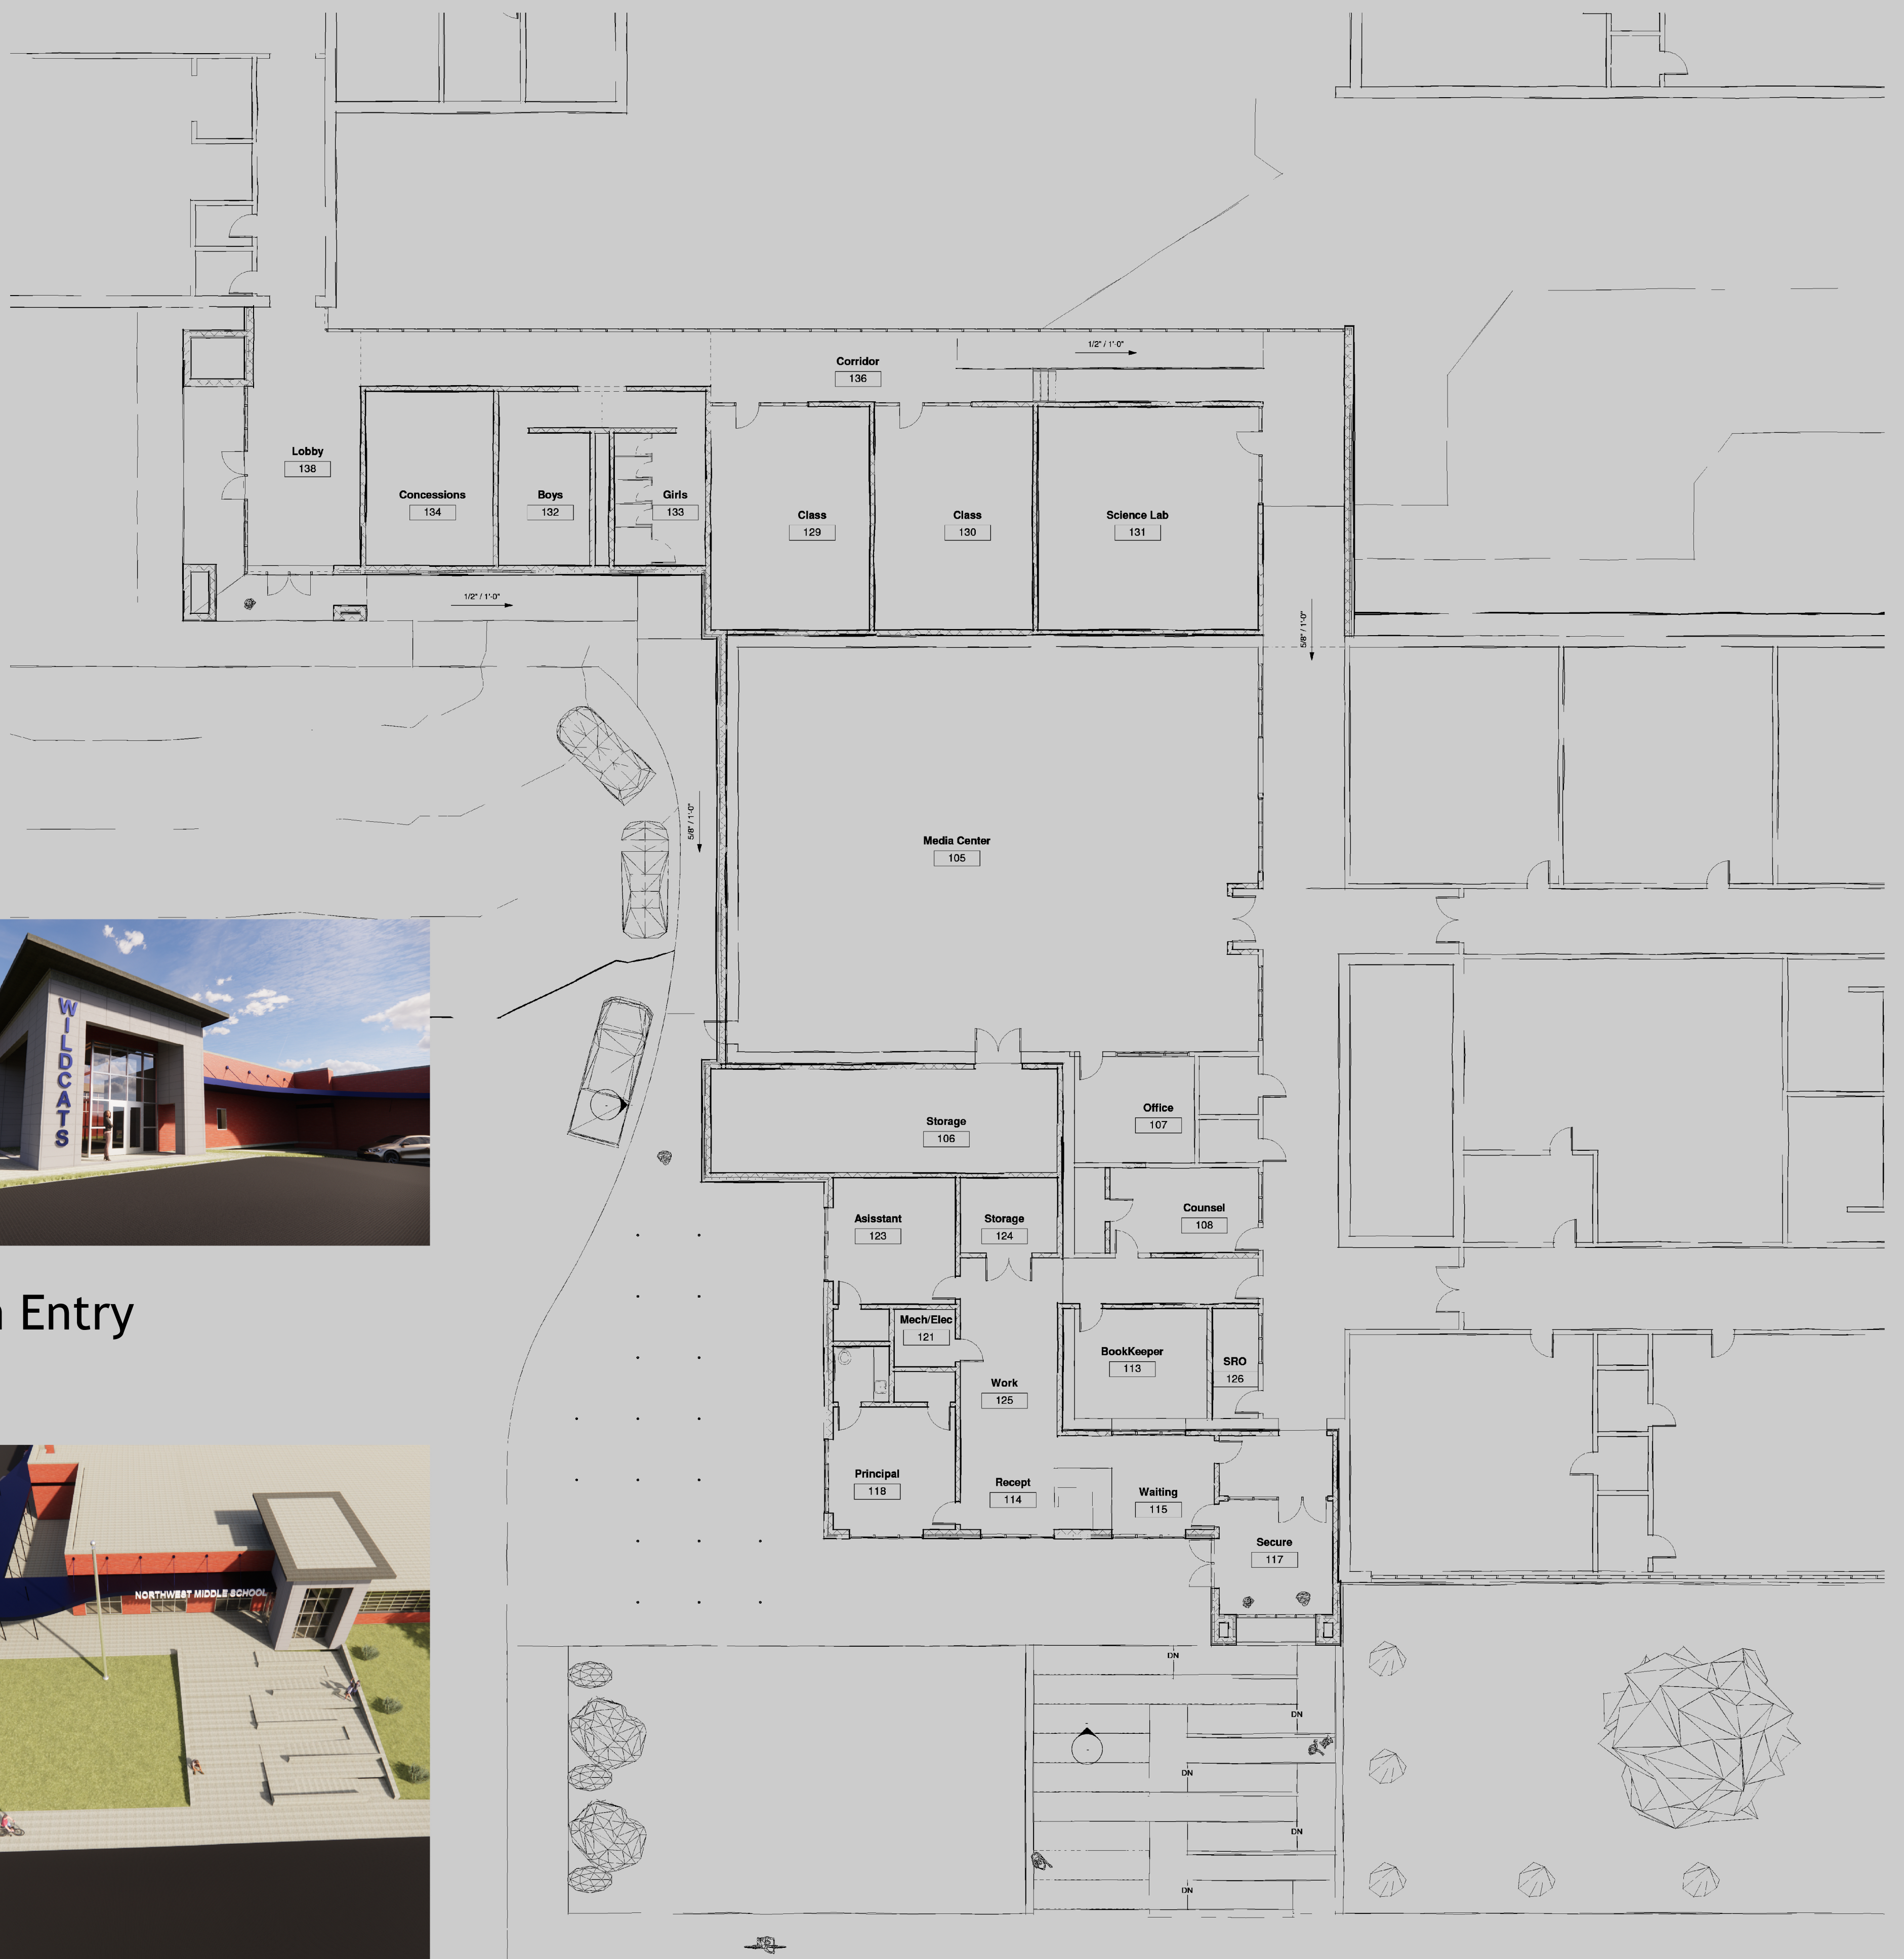 1/2" / 1'-0"
Corridor
136
Lobby
138
Concessions
134
Boys
132
Girls
133
Class
129
Class
130
Science Lab
131
1/2" / 1'-0"
5/8" / 1'-0"
5/8" / 1'-0"
Media Center
105
WILDCATS
Storage
106
Office
107
Asisstant
123
Storage
124
Counsel
108
Entry
Mech/Elec
121
BookKeeper
113
SRO
126
Work
125
Principal
118
Recept
114
Waiting
115
Secure
117
NORTHWEST MIDDLE SCHOOL
DN
DN
DN
DN
DN